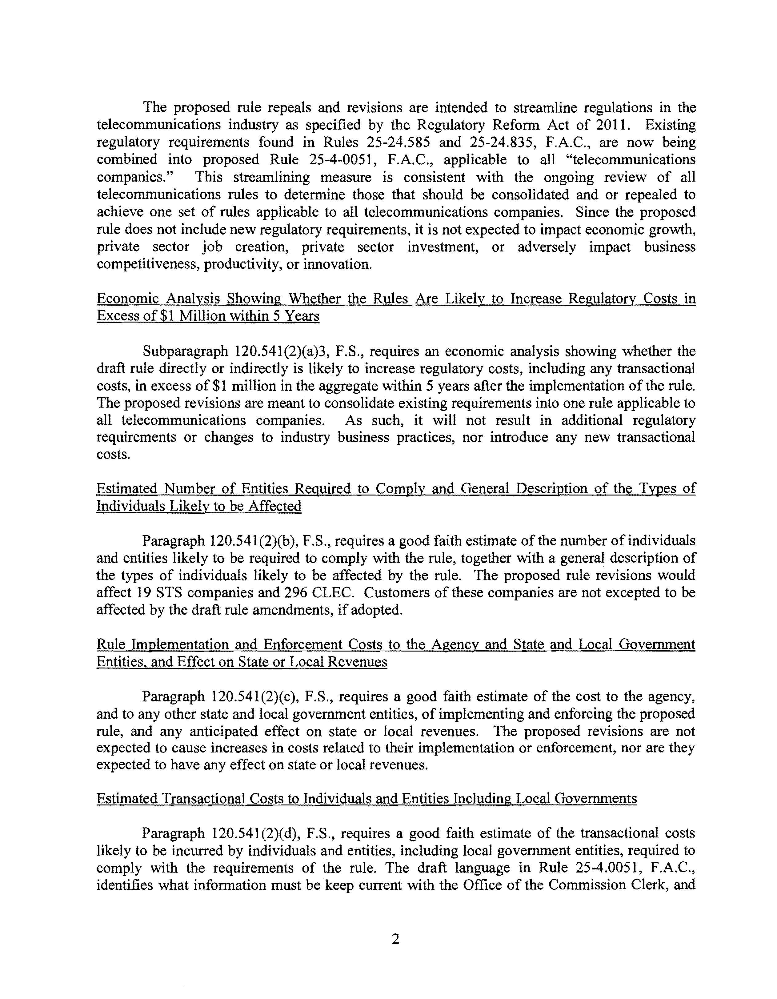 The proposed rule repeals and revisions are intended to streamline regulations in the
telecommunications industry as specified by the Regulatory Reform Act of 2011. Existing
regulatory requirements found in Rules 25-24.585 and 25-24.835, F.A.C., are now being
combined into proposed Rule 25-4-0051, F.A.C., applicable to all “telecommunications
companies.” This streamlining measure is consistent with the ongoing review of all
telecommunications rules to determine those that should be consolidated and or repealed to
achieve one set of rules applicable to all telecommunications companies. Since the proposed
rule does not include new regulatory requirements, it is not expected to impact economic growth,
private sector job creation, private sector investment, or adversely impact business
competitiveness, productivity, or innovation.
Economic Analysis Showing Whether the Rules Are Likely to Increase Regulatory Costs in
Excess of $1 Million within 5 Years
Subparagraph 120.541(2)(a)3, F.S., requires an economic analysis showing whether the
draft rule directly or indirectly is likely to increase regulatory costs, including any transactional
costs, in excess of $1 million in the aggregate within 5 years after the implementation of the rule.
The proposed revisions are meant to consolidate existing requirements into one rule applicable to
all telecommunications companies. As such, it will not result in additional regulatory
requirements or changes to industry business practices, nor introduce any new transactional
costs.
Estimated Number of Entities Required to Comply and General Description of the Types of
Individuals Likely to be Affected
Paragraph 120.541(2)(b), F.S., requires a good faith estimate of the number of individuals
and entities likely to be required to comply with the rule, together with a general description of
the types of individuals likely to be affected by the rule. The proposed rule revisions would
affect 19 STS companies and 296 CLEC. Customers of these companies are not excepted to be
affected by the draft rule amendments, if adopted.
Rule Implementation and Enforcement Costs to the Agency and State and Local Government
Entities, and Effect on State or Local Revenues
Paragraph 120.541(2)(c), F.S., requires a good faith estimate of the cost to the agency,
and to any other state and local government entities, of implementing and enforcing the proposed
rule, and any anticipated effect on state or local revenues. The proposed revisions are not
expected to cause increases in costs related to their implementation or enforcement, nor are they
expected to have any effect on state or local revenues.
Estimated Transactional Costs to Individuals and Entities Including Local Governments
Paragraph 120.541(2)(d), F.S., requires a good faith estimate of the transactional costs
likely to be incurred by individuals and entities, including local government entities, required to
comply with the requirements of the rule. The draft language in Rule 25-4.0051, F.A.C.,
identifies what information must be keep current with the Office of the Commission Clerk, and
2